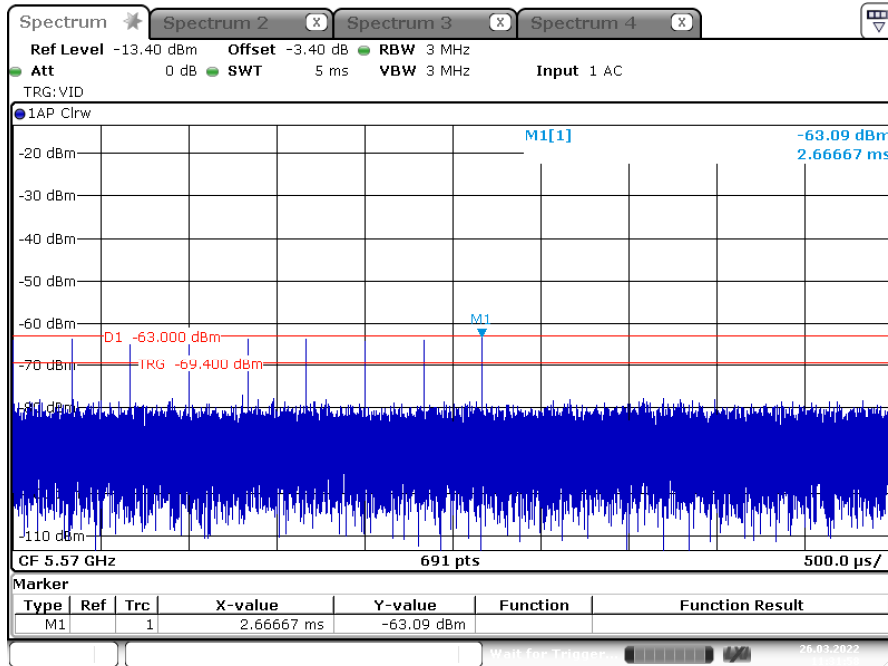 Spectrum Spectrum 2 X Spectrum 3 X Spectrum 4 X
Ref Level -13.40 dBm Offset -3.40 dB RBW 3 MHz
Att 0 dB SWT 5 ms VBW 3 MHz Input 1 AC
TRG:VID
1AP Clrw
M1[1] -63.09 dBm
2.66667 ms
-20 dBm
-30 dBm
-40 dBm
-50 dBm
-60 dBm
M1
D1 -63.000 dBm
-70 dBm
TRG -69.400 dBm
-80 dBm
-110 dBm
CF 5.57 GHz 691 pts 500.0 µs/
Marker
Type Ref Trc X-value Y-value Function Function Result
M1 1 2.66667 ms -63.09 dBm
Wait for Trigger... 26.03.2022